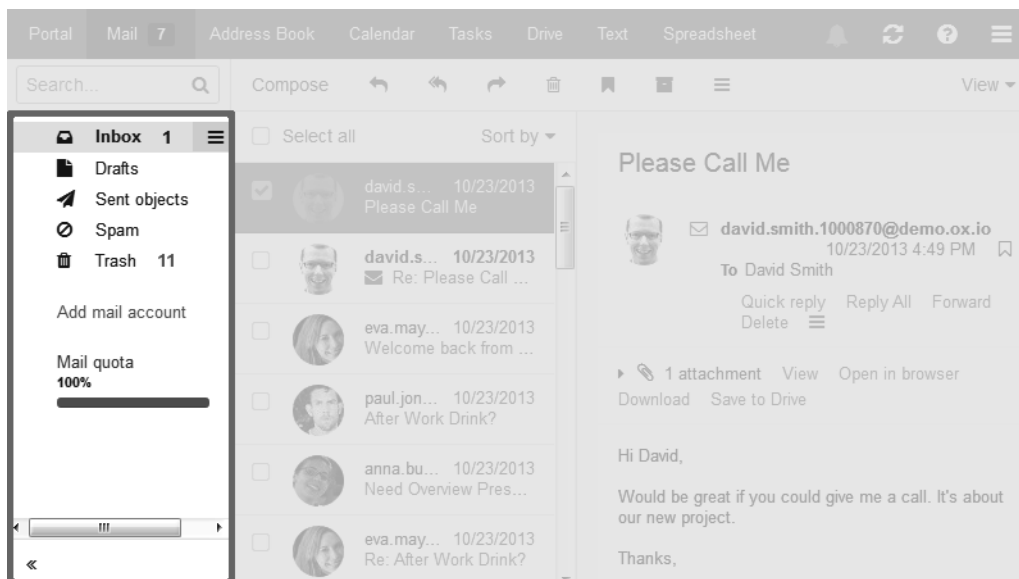 Portal Mail 7 Address Book Calendar Tasks Drive Text Spreadsheet
Search... Compose View
Inbox 1
Drafts
Sent objects
Spam
Trash 11
Add mail account
Mail quota
100%
Select all Sort by
david.s... 10/23/2013
Please Call Me
david.s... 10/23/2013
Re: Please Call ...
eva.may... 10/23/2013
Welcome back from ...
paul.jon... 10/23/2013
After Work Drink?
anna.bu... 10/23/2013
Need Overview Pres...
eva.may... 10/23/2013
Re: After Work Drink?
Please Call Me
david.smith.1000870@demo.ox.io
10/23/2013 4:49 PM
To David Smith
Quick reply Reply All Forward
Delete
1 attachment View Open in browser
Download Save to Drive
Hi David,
Would be great if you could give me a call. It's about
our new project.
Thanks,